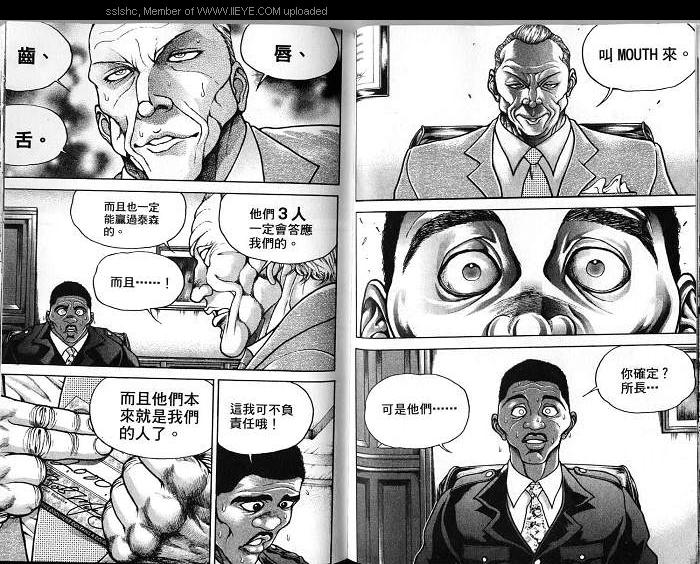 sslshc, Member of WWW.IIEYE.COM uploaded
叫 MOUTH 來。
你確定？
所長…
可是他們……
唇、
齒、
舌。
他們 3 人
一定會答應
我們的。
而且也一定
能贏過泰森
的。
而且……！
這我可不負
責任哦！
而且他們本
來就是我們
的人了。